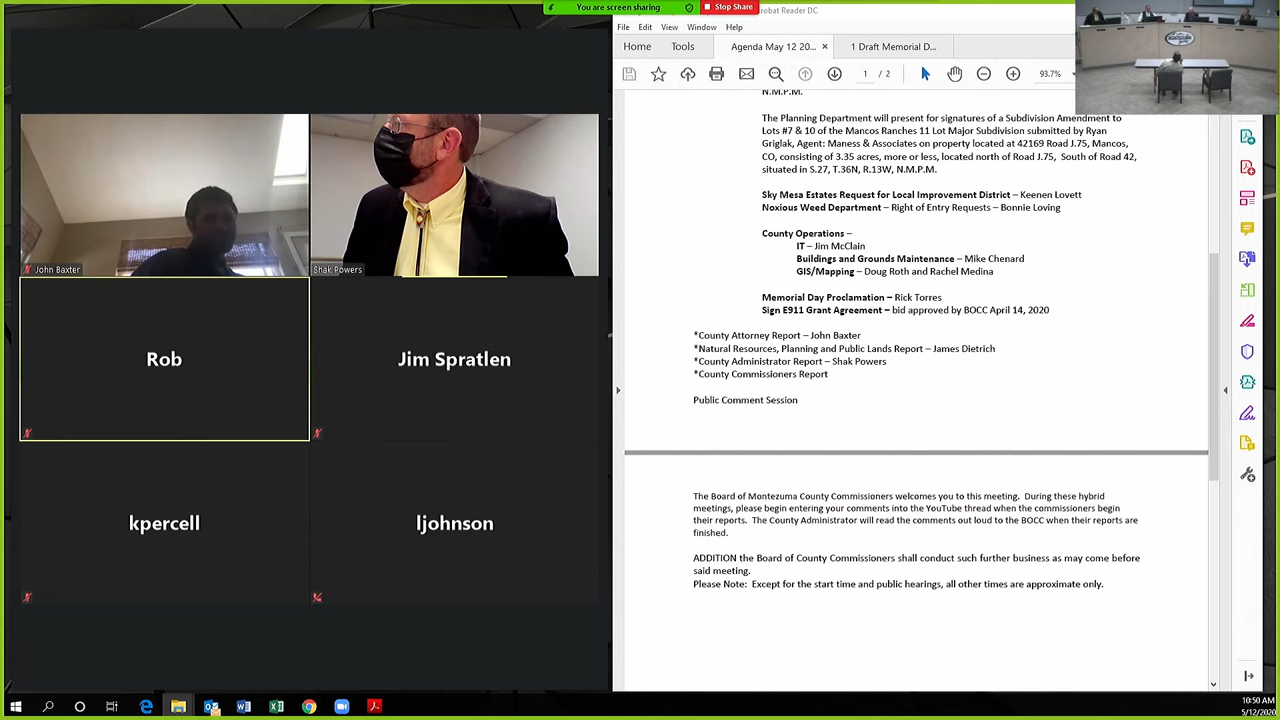 You are screen sharing
Stop Share
robat Reader DC
File Edit View Window Help
Home Tools Agenda May 12 20... × 1 Draft Memorial D...
1 / 2 93.7%
MONTEZUMA
N.M.P.M.
The Planning Department will present for signatures of a Subdivision Amendment to
Lots #7 & 10 of the Mancos Ranches 11 Lot Major Subdivision submitted by Ryan
Griglak, Agent: Maness & Associates on property located at 42169 Road J.75, Mancos,
CO, consisting of 3.35 acres, more or less, located north of Road J.75, South of Road 42,
situated in S.27, T.36N, R.13W, N.M.P.M.
Sky Mesa Estates Request for Local Improvement District – Keenen Lovett
Noxious Weed Department – Right of Entry Requests – Bonnie Loving
County Operations –
IT – Jim McClain
Buildings and Grounds Maintenance – Mike Chenard
GIS/Mapping – Doug Roth and Rachel Medina
Memorial Day Proclamation – Rick Torres
Sign E911 Grant Agreement – bid approved by BOCC April 14, 2020
*County Attorney Report – John Baxter
*Natural Resources, Planning and Public Lands Report – James Dietrich
*County Administrator Report – Shak Powers
*County Commissioners Report
Public Comment Session
The Board of Montezuma County Commissioners welcomes you to this meeting. During these hybrid
meetings, please begin entering your comments into the YouTube thread when the commissioners begin
their reports. The County Administrator will read the comments out loud to the BOCC when their reports are
finished.
ADDITION the Board of County Commissioners shall conduct such further business as may come before
said meeting.
Please Note: Except for the start time and public hearings, all other times are approximate only.
John Baxter
Shak Powers
Rob
Jim Spratlen
kpercell
ljohnson
10:50 AM
5/12/2020